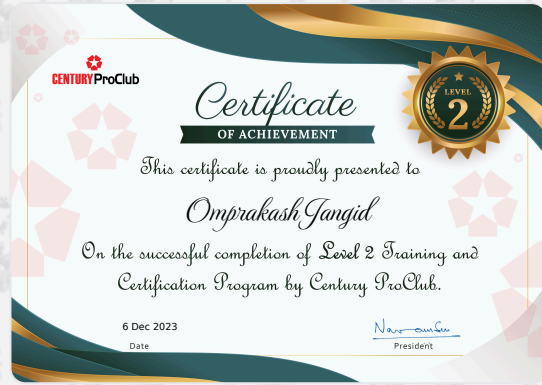 CENTURY ProClub
Certificate
OF ACHIEVEMENT
LEVEL
2
This certificate is proudly presented to
Omprakash Jangid
On the successful completion of Level 2 Training and
Certification Program by Century ProClub.
6 Dec 2023
Date
President